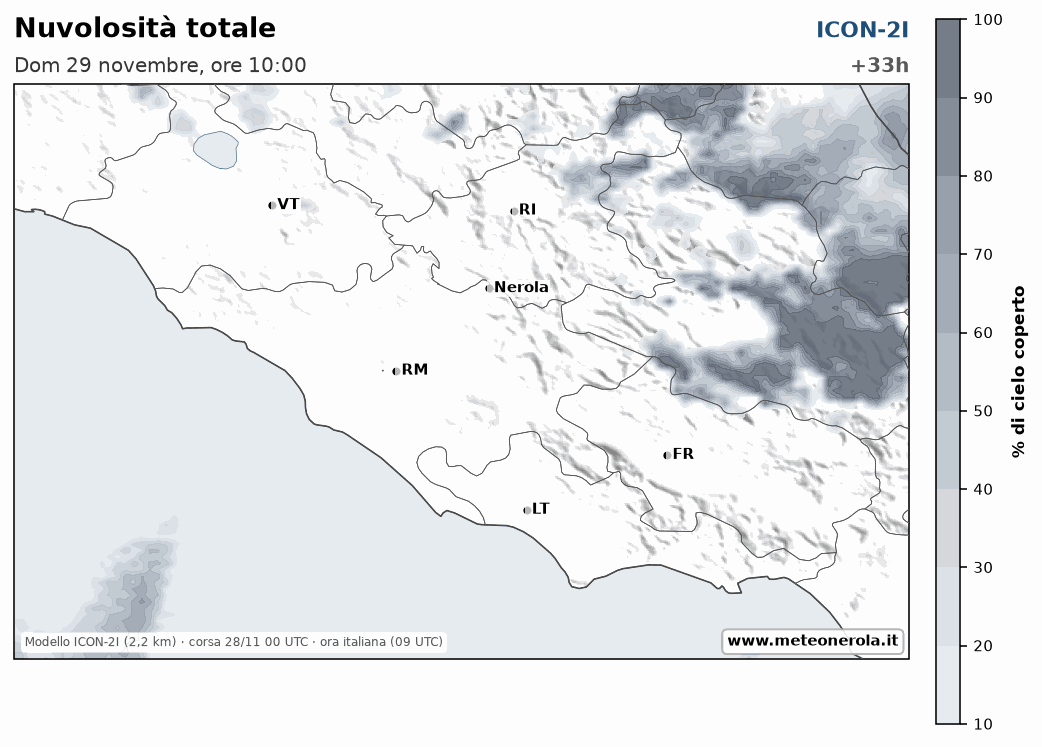 Nuvolosità totale
ICON-2I
Dom 29 novembre, ore 10:00
+33h
VT
RI
Nerola
RM
FR
LT
Modello ICON-2I (2,2 km) · corsa 28/11 00 UTC · ora italiana (09 UTC)
www.meteonerola.it
100
90
80
70
60
50
40
30
20
10
% di cielo coperto